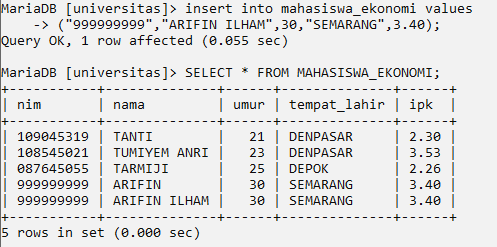 MariaDB [universitas]> insert into mahasiswa_ekonomi values
    -> ("999999999","ARIFIN ILHAM",30,"SEMARANG",3.40);
Query OK, 1 row affected (0.055 sec)

MariaDB [universitas]> SELECT * FROM MAHASISWA_EKONOMI;
+-----------+--------------+------+--------------+------+
| nim       | nama         | umur | tempat_lahir | ipk  |
+-----------+--------------+------+--------------+------+
| 109045319 | TANTI        |   21 | DENPASAR     | 2.30 |
| 108545021 | TUMIYEM ANRI |   23 | DENPASAR     | 3.53 |
| 087645055 | TARMIJI      |   25 | DEPOK        | 2.26 |
| 999999999 | ARIFIN       |   30 | SEMARANG     | 3.40 |
| 999999999 | ARIFIN ILHAM |   30 | SEMARANG     | 3.40 |
+-----------+--------------+------+--------------+------+
5 rows in set (0.000 sec)